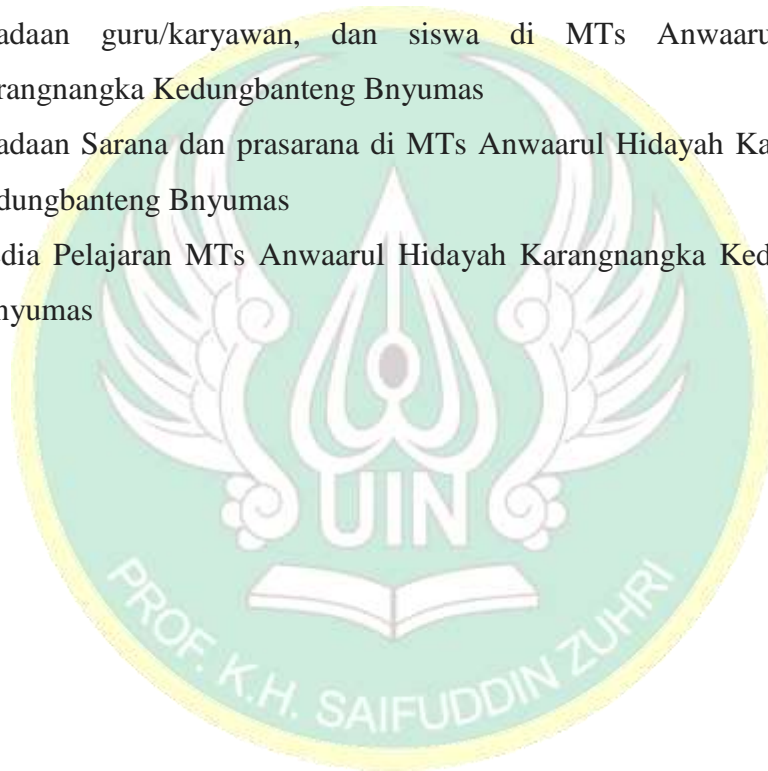 adaan guru/karyawan, dan siswa di MTs Anwaaru
rangnangka Kedungbanteng Bnyumas
adaan Sarana dan prasarana di MTs Anwaarul Hidayah Ka
dungbanteng Bnyumas
dia Pelajaran MTs Anwaarul Hidayah Karangnangka Ked
nyumas
UIN
PROF. K.H. SAIFUDDIN ZUHRI